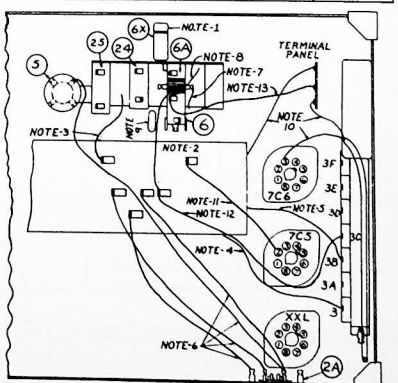 NOTE-1
6X
25
24
6A
NOTE-8
NOTE-7
NOTE-13
TERMINAL
PANEL
5
NOTE-3
NOTE
9
6
NOTE
10
NOTE-2
3F
7C6
3E
NOTE-11
NOTE-5
3D
NOTE-12
3C
7C5
NOTE-4
3B
3A
XXL
3
NOTE-6
2A